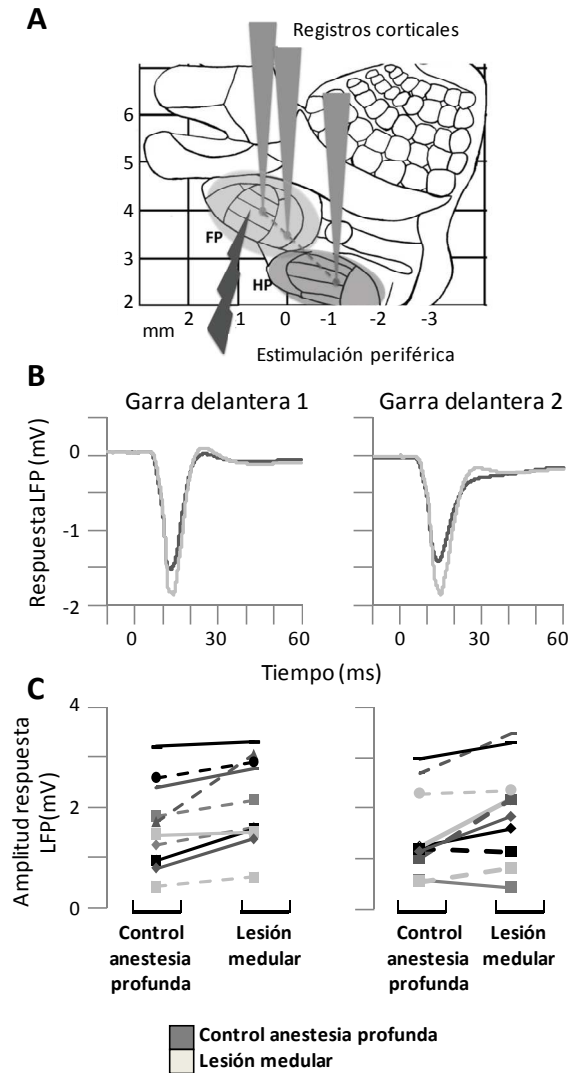 A
Registros corticales
6
5
4
3
2
FP
HP
mm
2 1 0 -1 -2 -3
Estimulación periférica
B
Garra delantera 1
Garra delantera 2
Respuesta LFP (mV)
0
-1
-2
0 30 60
0 30 60
Tiempo (ms)
C
Amplitud respuesta
LFP(mV)
4
2
0
Control
anestesia
profunda
Lesión
medular
Control
anestesia
profunda
Lesión
medular
Control anestesia profunda
Lesión medular